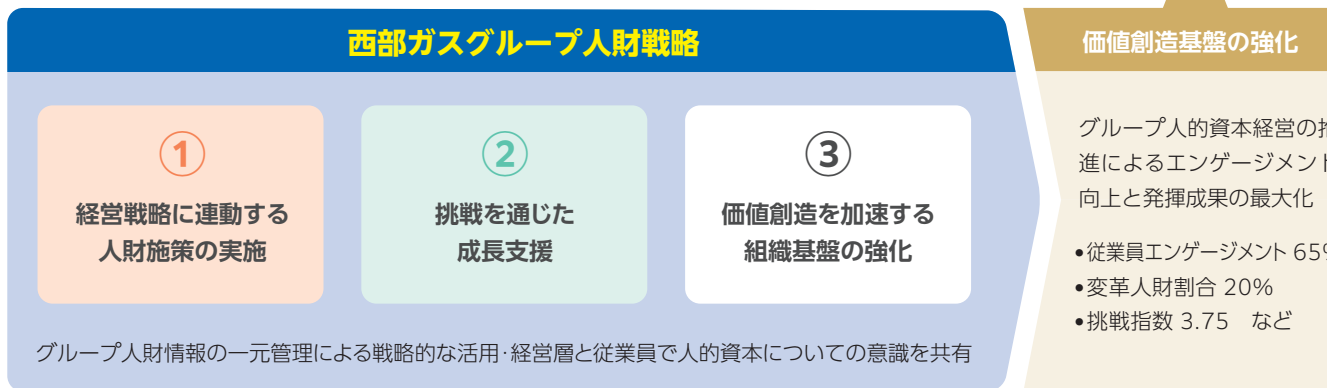 西部ガスグループ人財戦略
①
経営戦略に連動する
人財施策の実施
②
挑戦を通じた
成長支援
③
価値創造を加速する
組織基盤の強化
グループ人財情報の一元管理による戦略的な活用・経営層と従業員で人的資本についての意識を共有
価値創造基盤の強化
グループ人的資本経営の推
進によるエンゲージメント
向上と発揮成果の最大化
•従業員エンゲージメント 65%
•変革人財割合 20%
•挑戦指数 3.75 など